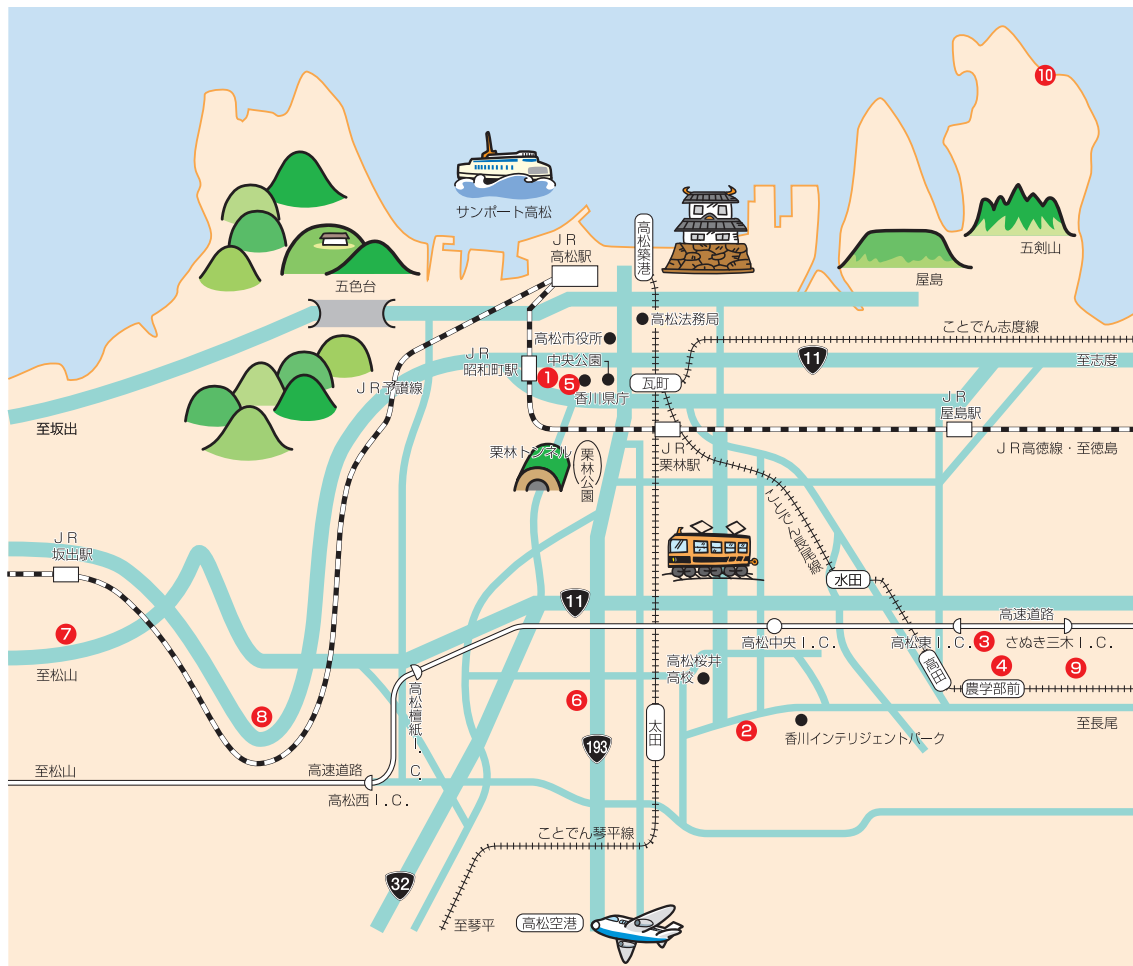 10
サンポート高松
五剣山
高松築港
JR
高松駅
屋島
五色台
高松法務局
ことでん志度線
高松市役所
11
至志度
JR
昭和町駅
中央公園
1
5
香川県庁
瓦町
JR予讃線
JR
屋島駅
至坂出
栗林トンネル
栗林公園
JR
栗林駅
JR高徳線・至徳島
ことでん長尾線
JR
坂出駅
水田
11
高速道路
7
高松中央I.C.
高松東I.C.
3
さぬき三木I.C.
至松山
高松桜井
高校
高田
4
9
農学部前
高松檀紙I.C.
6
8
太田
2
至長尾
香川インテリジェントパーク
193
至松山
高速道路
高松西I.C.
ことでん琴平線
32
至琴平
高松空港